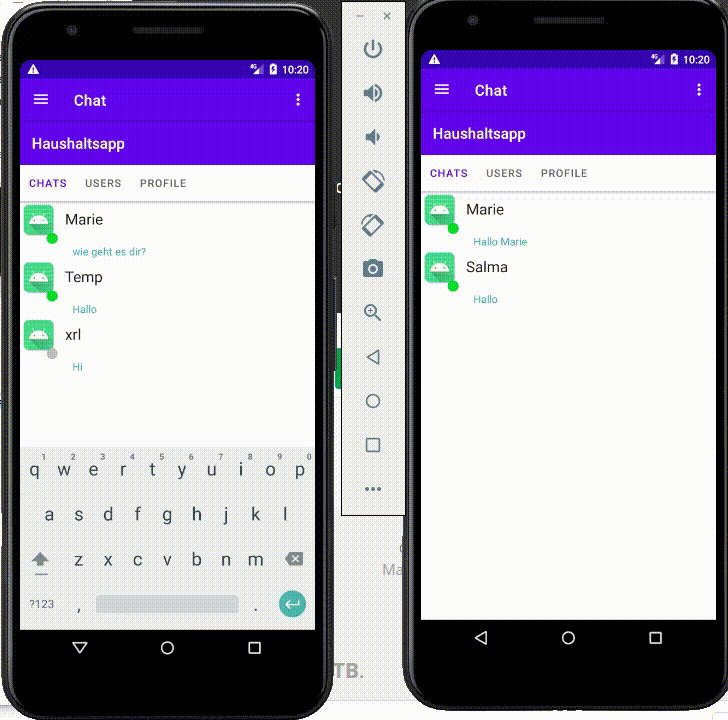 4G 10:20
Chat
Haushaltsapp
CHATS USERS PROFILE
Marie
wie geht es dir?
Temp
Hallo
xrl
Hi
1 2 3 4 5 6 7 8 9 0
q w e r t y u i o p
a s d f g h j k l
z x c v b n m
?123 , .
TB.
4G 10:20
Chat
Haushaltsapp
CHATS USERS PROFILE
Marie
Hallo Marie
Salma
Hallo